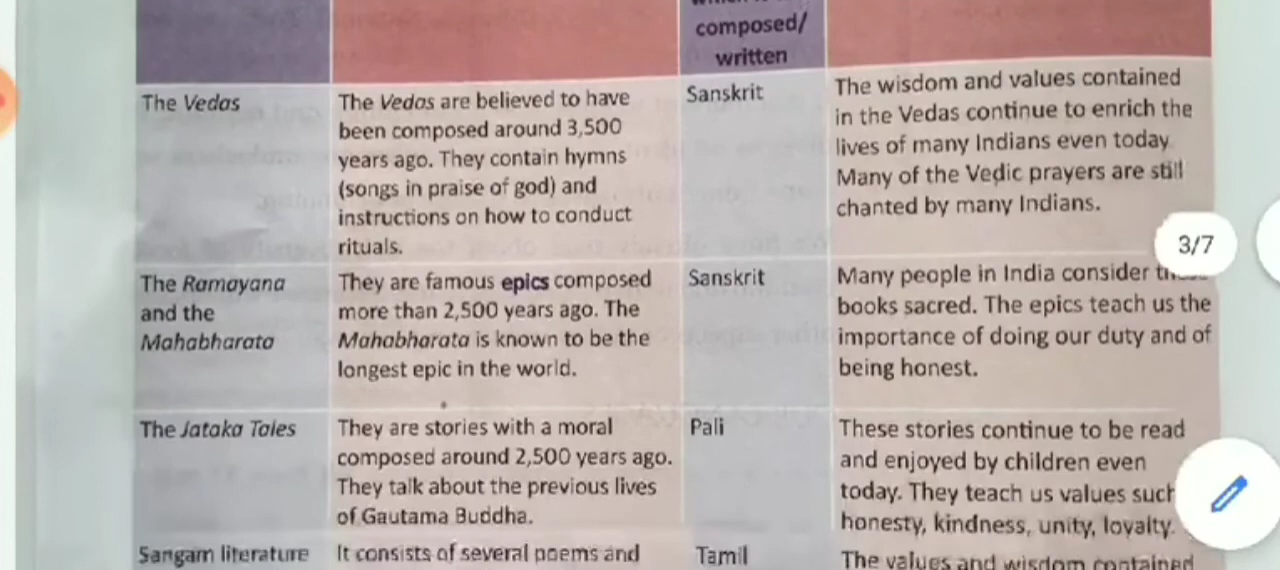 composed/
written
The Vedas
The Vedas are believed to have
been composed around 3,500
years ago. They contain hymns
(songs in praise of god) and
instructions on how to conduct
rituals.
Sanskrit
The wisdom and values contained
in the Vedas continue to enrich the
lives of many Indians even today.
Many of the Vedic prayers are still
chanted by many Indians.
3/7
The Ramayana
and the
Mahabharata
They are famous epics composed
more than 2,500 years ago. The
Mahabharata is known to be the
longest epic in the world.
Sanskrit
Many people in India consider
books sacred. The epics teach us the
importance of doing our duty and of
being honest.
The Jataka Tales
They are stories with a moral
composed around 2,500 years ago.
They talk about the previous lives
of Gautama Buddha.
Pali
These stories continue to be read
and enjoyed by children even
today. They teach us values such
honesty, kindness, unity, loyalty.
Sangam literature
It consists of several poems and
Tamil
The values and wisdom contained